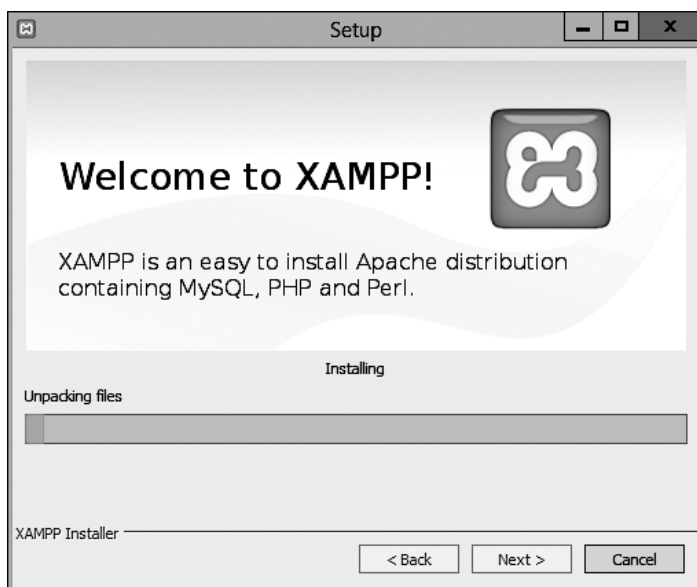 Setup
Welcome to XAMPP!
XAMPP is an easy to install Apache distribution
containing MySQL, PHP and Perl.
Installing
Unpacking files
XAMPP Installer
< Back
Next >
Cancel